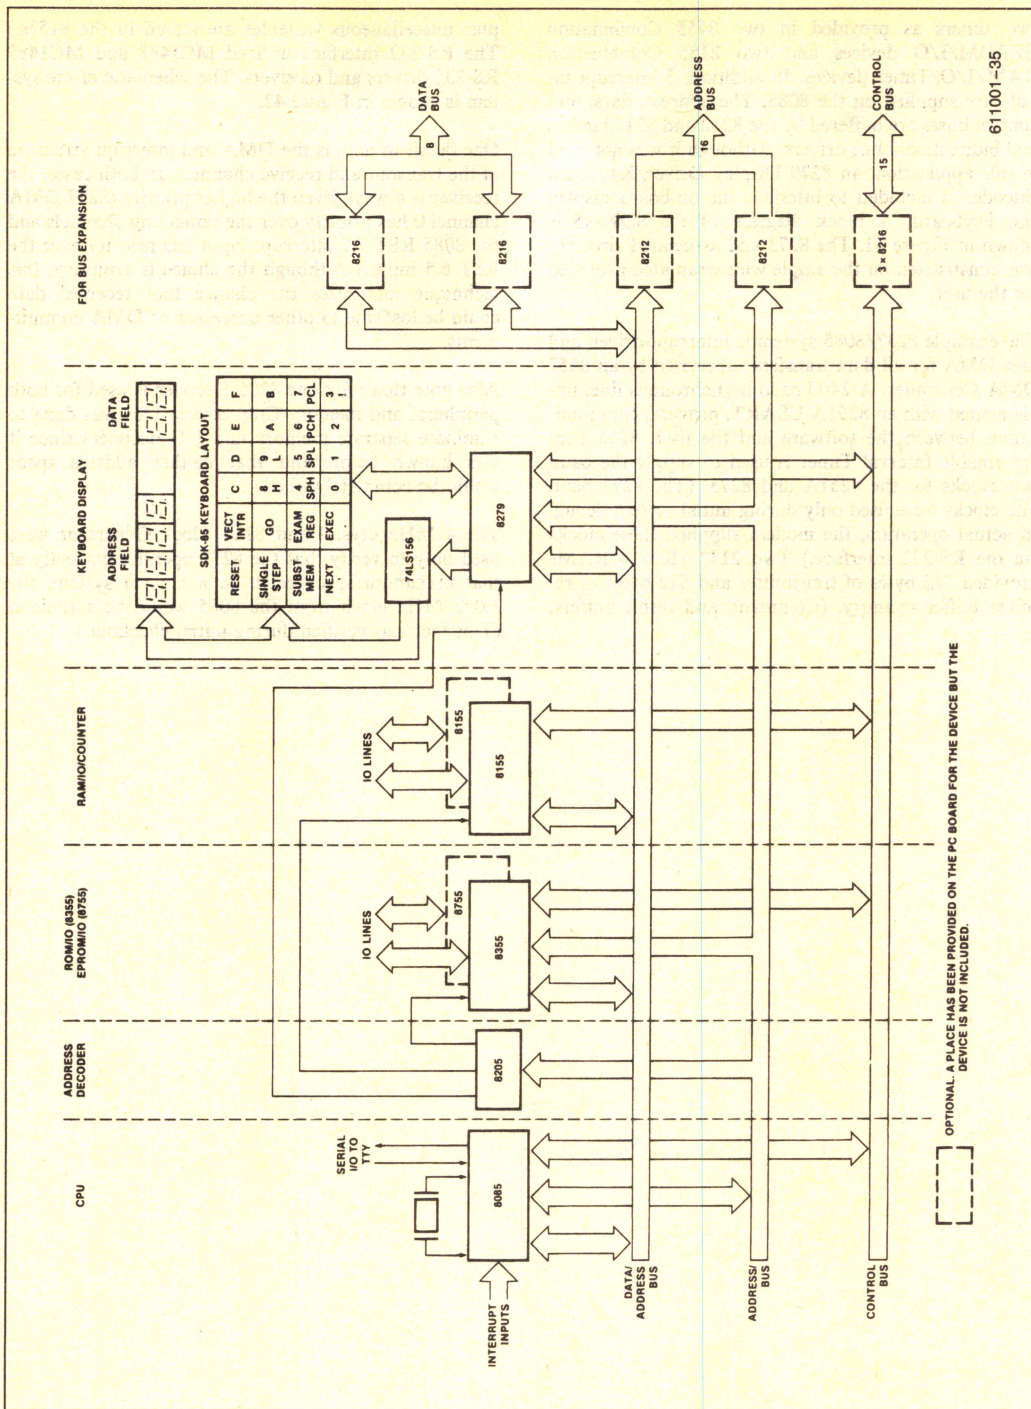 CPU
ADDRESS
DECODER
ROM/IO (8355)
EPROM/IO (8755)
RAM/IO/COUNTER
KEYBOARD DISPLAY
FOR BUS EXPANSION
ADDRESS
FIELD
DATA
FIELD
SDK-85 KEYBOARD LAYOUT
RESET VECT INTR C D E F
SINGLE STEP GO 8 H 9 L A B
SUBST MEM EXAM REG 4 SPH 5 SPL 6 PCH 7 PCL
NEXT , EXEC . 0 1 2 3 !
SERIAL
I/O TO
TTY
IO LINES
IO LINES
8085
8205
8755
8355
8155
8155
74LS156
8279
8216
8216
8
DATA
BUS
INTERRUPT
INPUTS
DATA/
ADDRESS
BUS
8212
16
ADDRESS
BUS
ADDRESS/
BUS
8212
CONTROL
BUS
3 × 8216
15
CONTROL
BUS
OPTIONAL. A PLACE HAS BEEN PROVIDED ON THE PC BOARD FOR THE DEVICE BUT THE
DEVICE IS NOT INCLUDED.
611001–35